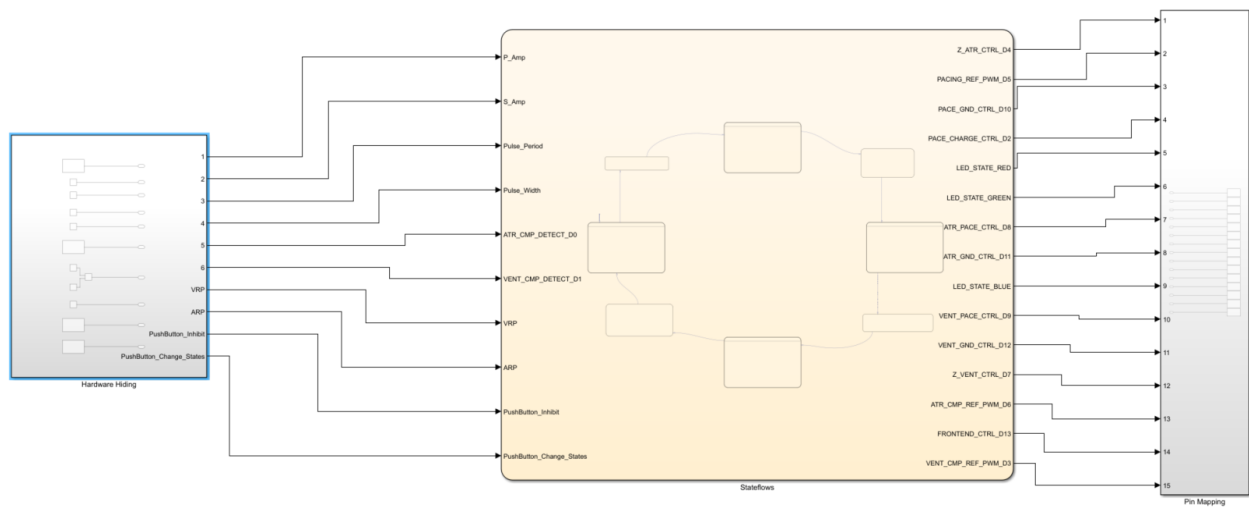 1
2
3
4
5
6
VRP
ARP
PushButton_Inhibit
PushButton_Change_States
Hardware Hiding
P_Amp
S_Amp
Pulse_Period
Pulse_Width
ATR_CMP_DETECT_D0
VENT_CMP_DETECT_D1
VRP
ARP
PushButton_Inhibit
PushButton_Change_States
Z_ATR_CTRL_D4
PACING_REF_PWM_D5
PACE_GND_CTRL_D10
PACE_CHARGE_CTRL_D2
LED_STATE_RED
LED_STATE_GREEN
ATR_PACE_CTRL_D8
ATR_GND_CTRL_D11
LED_STATE_BLUE
VENT_PACE_CTRL_D9
VENT_GND_CTRL_D12
Z_VENT_CTRL_D7
ATR_CMP_REF_PWM_D6
FRONTEND_CTRL_D13
VENT_CMP_REF_PWM_D3
Stateflows
1
2
3
4
5
6
7
8
9
10
11
12
13
14
15
Pin Mapping